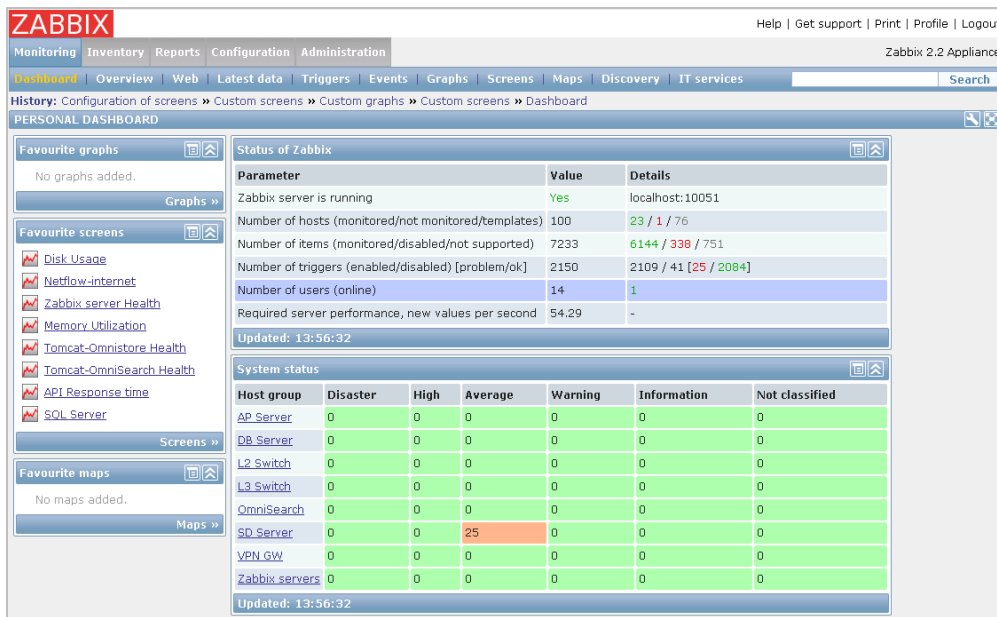 ZABBIX
Help | Get support | Print | Profile | Logout
Monitoring Inventory Reports Configuration Administration
Zabbix 2.2 Appliance
Dashboard | Overview | Web | Latest data | Triggers | Events | Graphs | Screens | Maps | Discovery | IT services
Search
History: Configuration of screens » Custom screens » Custom graphs » Custom screens » Dashboard
PERSONAL DASHBOARD
Favourite graphs
No graphs added.
Graphs »
Favourite screens
Disk Usage
Netflow-internet
Zabbix server Health
Memory Utilization
Tomcat-Omnistore Health
Tomcat-OmniSearch Health
API Response time
SQL Server
Screens »
Favourite maps
No maps added.
Maps »
Status of Zabbix
Parameter Value Details
Zabbix server is running Yes localhost:10051
Number of hosts (monitored/not monitored/templates) 100 23 / 1 / 76
Number of items (monitored/disabled/not supported) 7233 6144 / 338 / 751
Number of triggers (enabled/disabled) [problem/ok] 2150 2109 / 41 [25 / 2084]
Number of users (online) 14 1
Required server performance, new values per second 54.29 -
Updated: 13:56:32
System status
Host group Disaster High Average Warning Information Not classified
AP Server 0 0 0 0 0 0
DB Server 0 0 0 0 0 0
L2 Switch 0 0 0 0 0 0
L3 Switch 0 0 0 0 0 0
OmniSearch 0 0 0 0 0 0
SD Server 0 0 25 0 0 0
VPN GW 0 0 0 0 0 0
Zabbix servers 0 0 0 0 0 0
Updated: 13:56:32